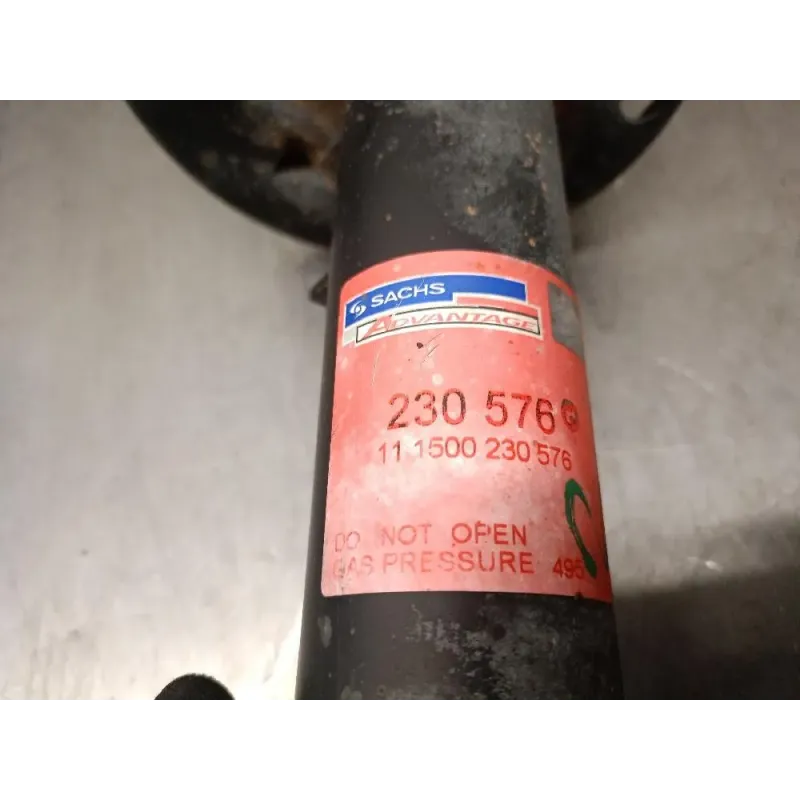 SACHS
ADVANTAGE
230 576
11 1500 230 576
DO NOT OPEN
GAS PRESSURE 495